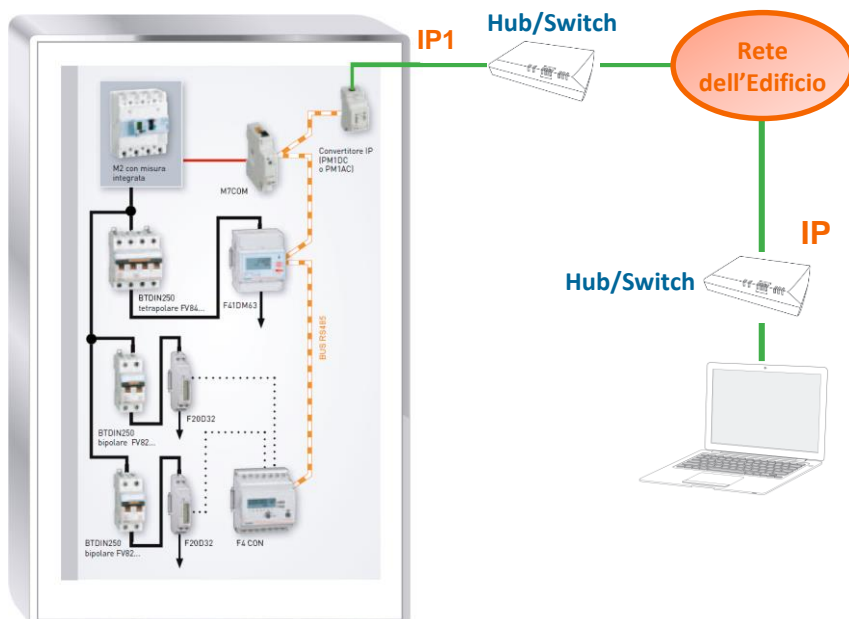 IP1
Hub/Switch
Rete
dell'Edificio
M2 con misura
integrata
M7COM
Convertitore IP
(PM1DC
o PM1AC)
BTDIN250
tetrapolare FV84...
F41DM63
BUS RS485
IP
Hub/Switch
BTDIN250
bipolare FV82...
F20D32
BTDIN250
bipolare FV82...
F20D32
F4 CON